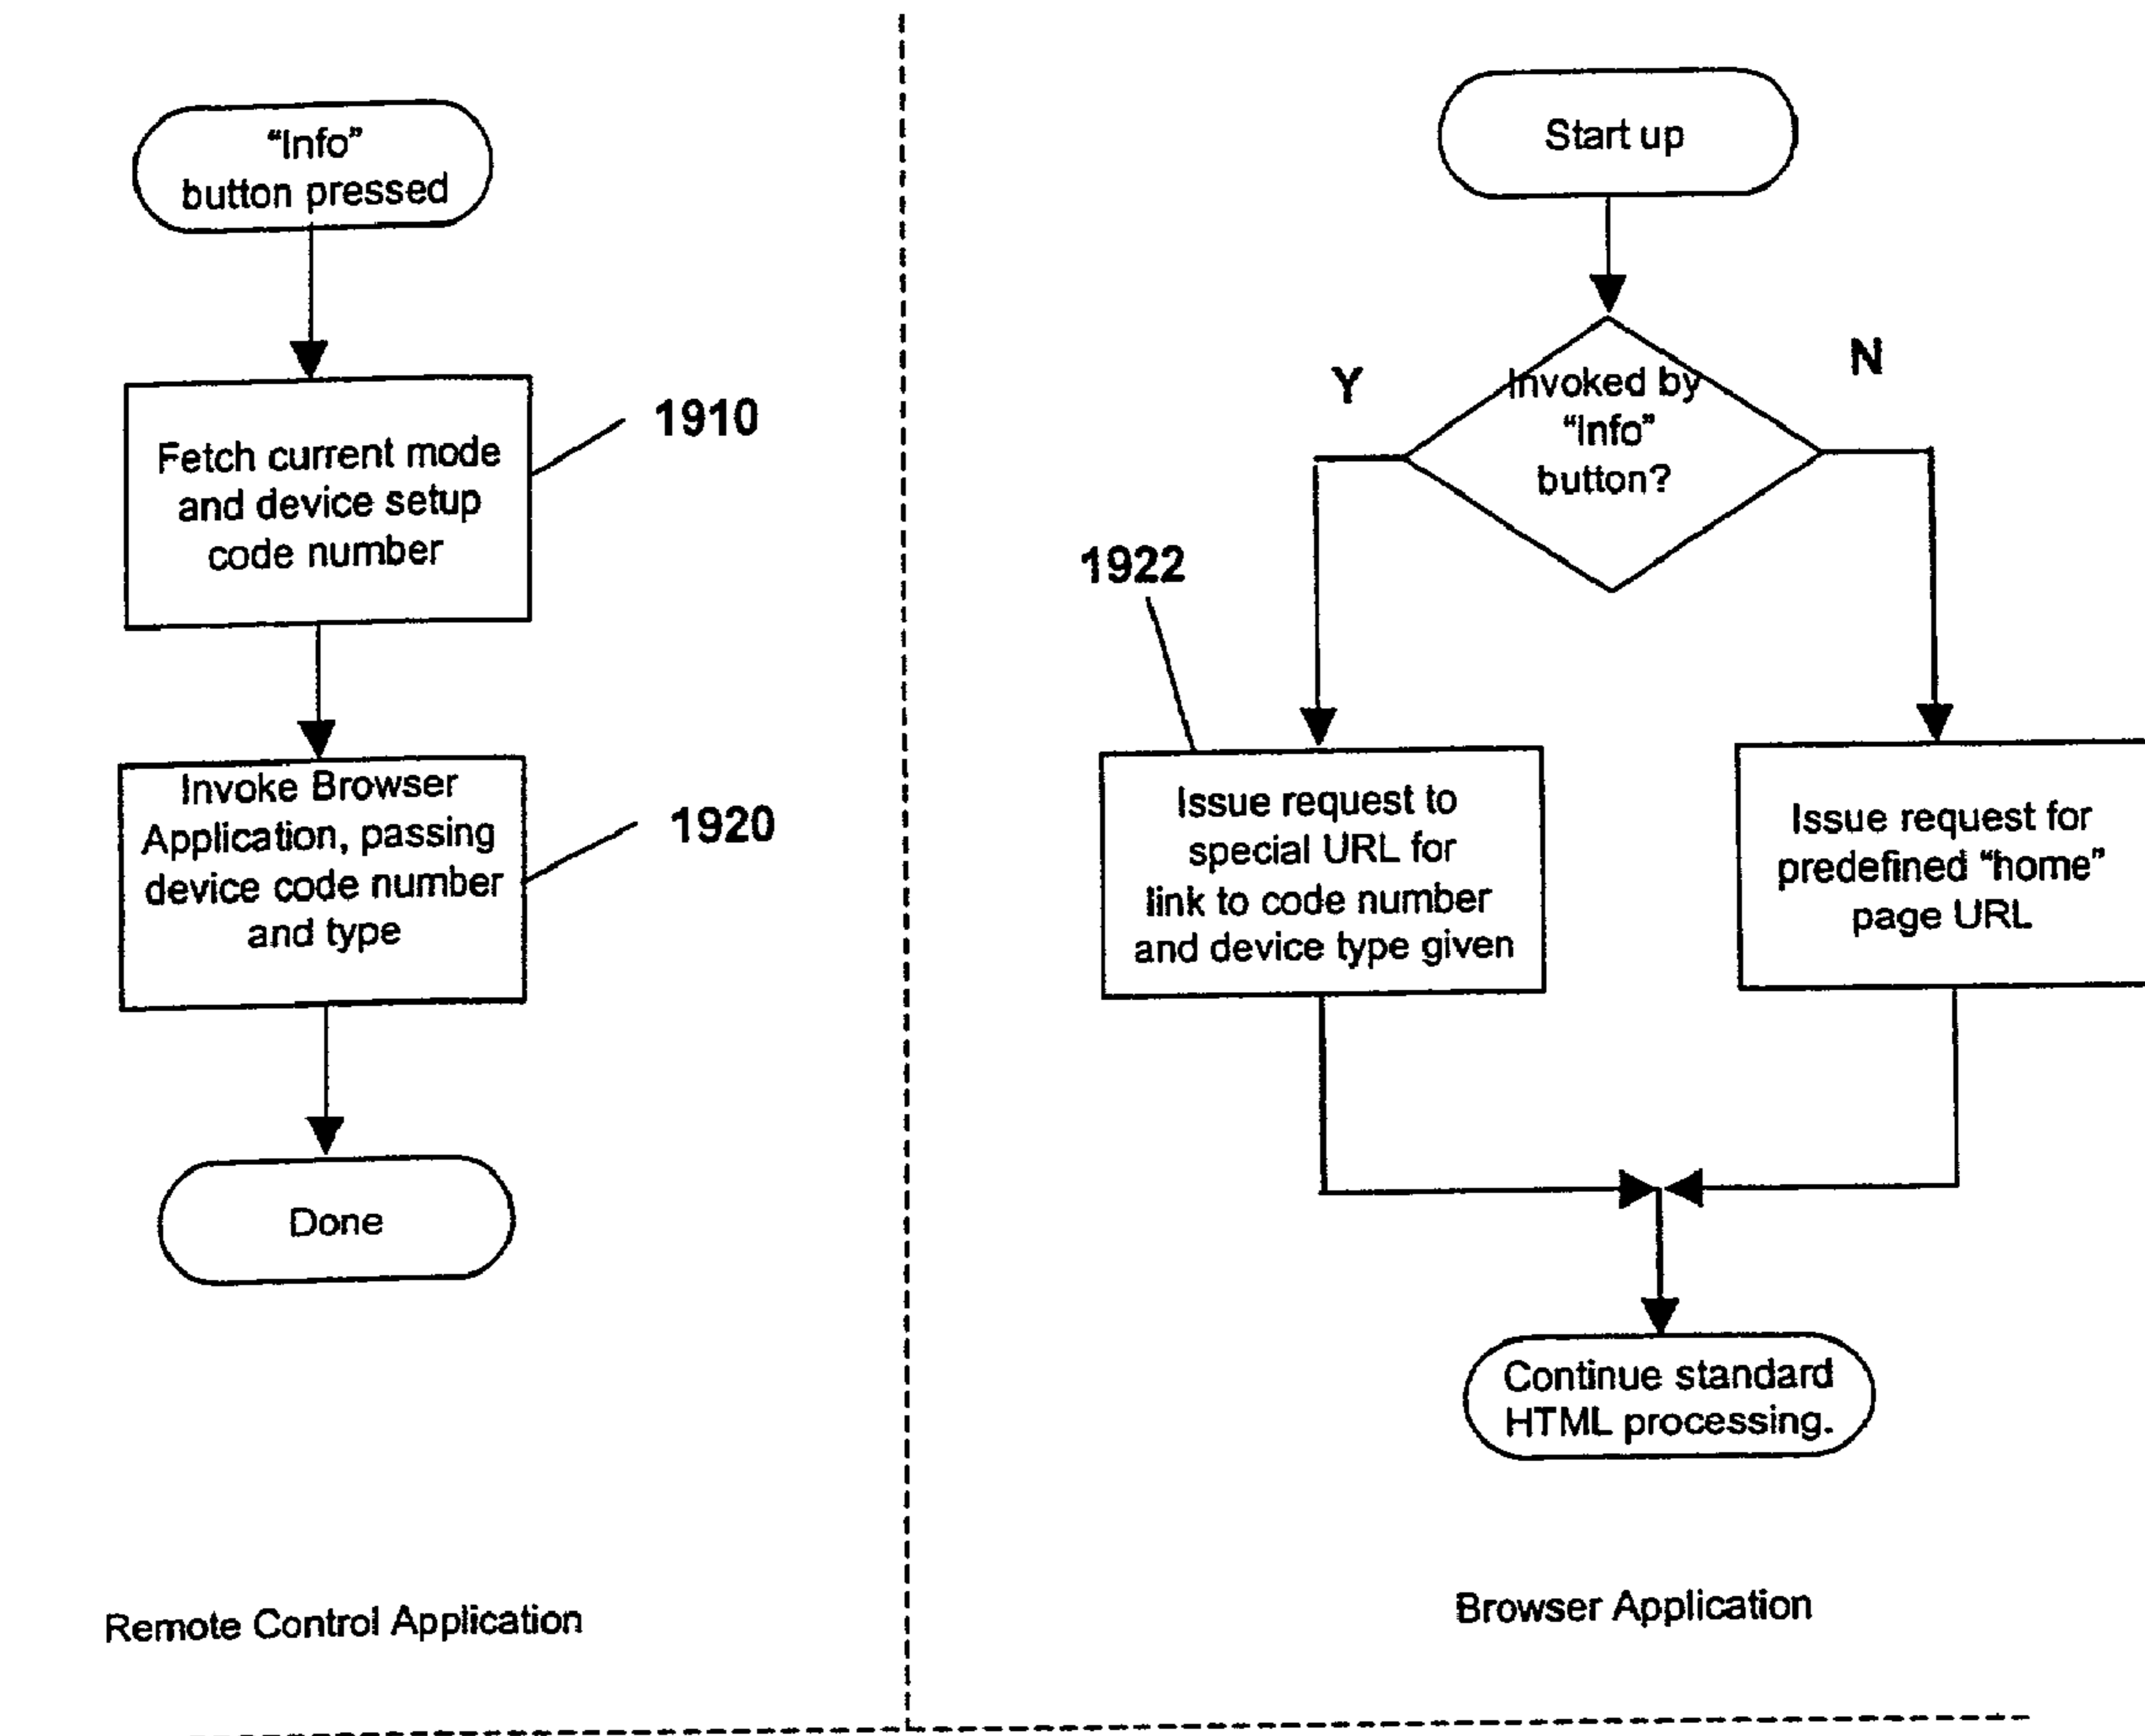 “Info”
button pressed
1910
Fetch current mode
and device setup
code number
Invoke Browser
Application, passing
device code number
and type
1920
Done
Remote Control Application
Start up
Y
N
Invoked by
“Info”
button?
1922
Issue request to
special URL for
link to code number
and device type given
Issue request for
predefined “home”
page URL
Continue standard
HTML processing.
Browser Application